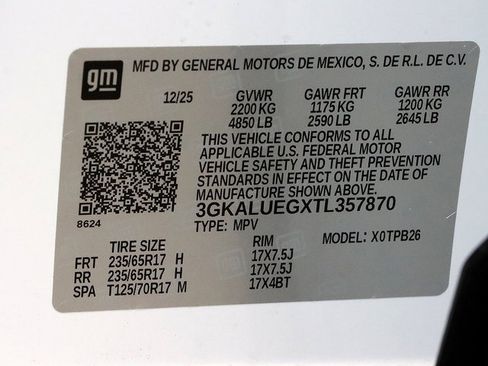 gm MFD BY GENERAL MOTORS DE MEXICO, S. DE R.L. DE C.V.
12/25 GVWR GAWR FRT GAWR RR
2200 KG 1175 KG 1200 KG
4850 LB 2590 LB 2645 LB
THIS VEHICLE CONFORMS TO ALL
APPLICABLE U.S. FEDERAL MOTOR
VEHICLE SAFETY AND THEFT PREVENTION
STANDARDS IN EFFECT ON THE DATE OF
MANUFACTURE SHOWN ABOVE.
3GKALUEGXTL357870
8624 TYPE: MPV
TIRE SIZE RIM MODEL: X0TPB26
FRT 235/65R17 H 17X7.5J
RR 235/65R17 H 17X7.5J
SPA T125/70R17 M 17X4BT